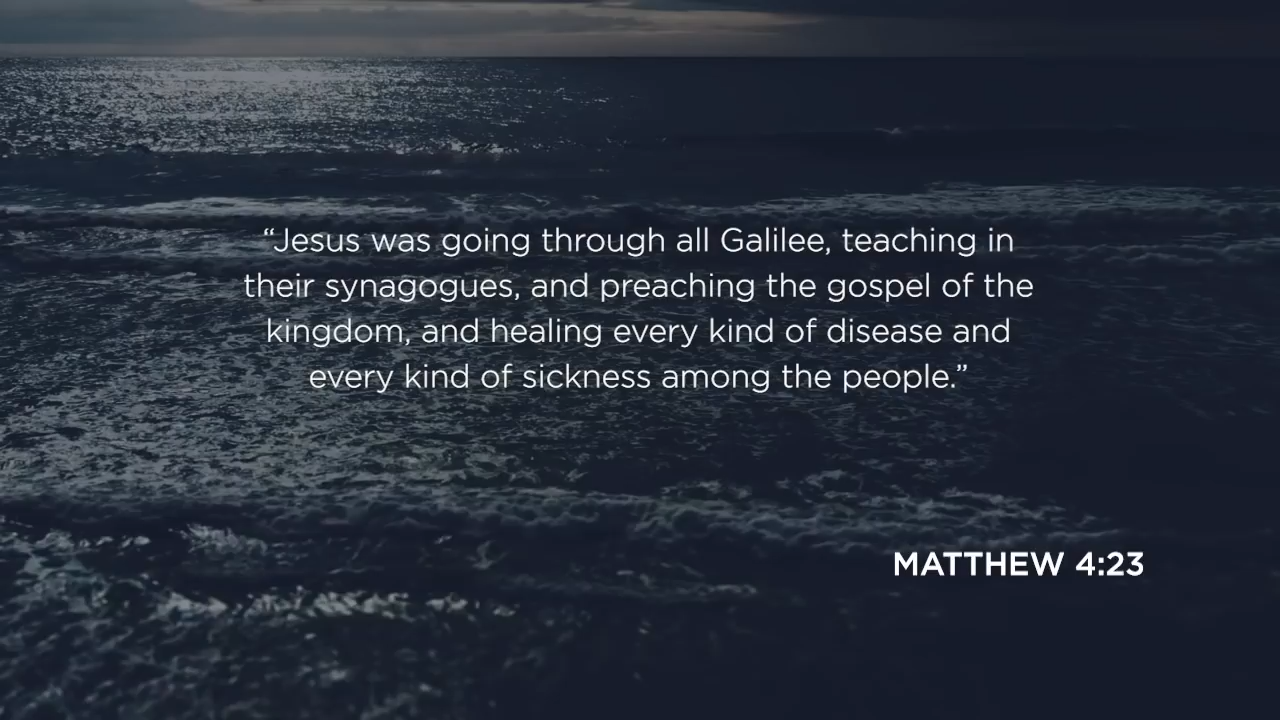 “Jesus was going through all Galilee, teaching in
their synagogues, and preaching the gospel of the
kingdom, and healing every kind of disease and
every kind of sickness among the people.”
MATTHEW 4:23